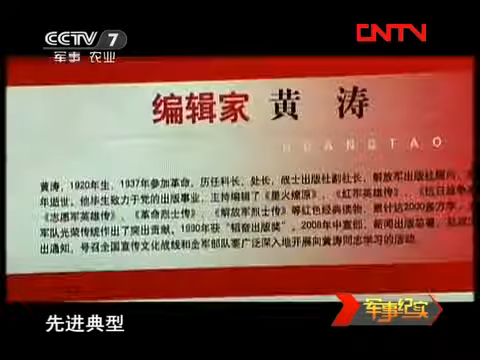 CCTV 7
军事 农业
CNTV
编辑家 黄涛
HUANGTAO
黄涛，1920年生，1937年参加革命，历任科长、处长，战士出版社副社长，解放军出版社顾问，
年逝世。他毕生致力于党的出版事业，主持编辑了《星火燎原》、《红军英雄传》、《抗日战争
《志愿军英雄传》、《革命烈士传》、《解放军烈士传》等红色经典读物，累计达2000多万字，
军队光荣传统作出了突出贡献。1990年获“韬奋出版奖”，2008年中宣部、新闻出版总署、总政
出通知，号召全国宣传文化战线和全军部队要广泛深入地开展向黄涛同志学习的活动。
军事纪实
先进典型